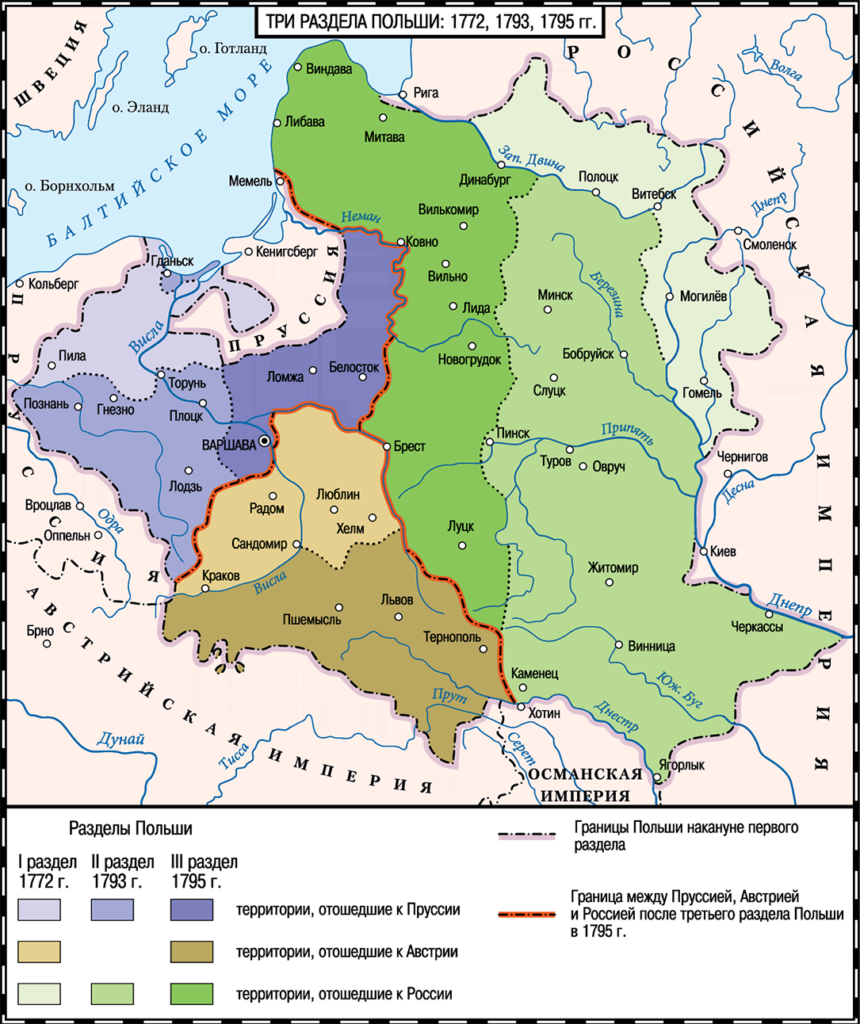 ТРИ РАЗДЕЛА ПОЛЬШИ: 1772, 1793, 1795 гг.
ШВЕЦИЯ
о. Готланд
о. Эланд
о. Борнхольм
БАЛТИЙСКОЕ МОРЕ
РОССИЙСКАЯ ИМПЕРИЯ
Волга
Виндава
Рига
Либава
Митава
Зап. Двина
Динабург
Полоцк
Витебск
Днепр
Смоленск
Мемель
Неман
Вилькомир
Ковно
Вильно
Кенигсберг
Гданьск
Кольберг
ПРУССИЯ
ПРУССИЯ
Висла
Лида
Минск
Березина
Могилёв
Новогрудок
Бобруйск
Слуцк
Гомель
Пила
Торунь
Ломжа
Белосток
Познань
Гнезно
Плоцк
ВАРШАВА
Брест
Пинск
Припять
Туров
Овруч
Чернигов
Десна
Лодзь
Радом
Люблин
Хелм
Вроцлав
Одра
Оппельн
Сандомир
Луцк
Киев
Краков
Висла
Житомир
Днепр
Черкассы
Брно
АВСТРИЙСКАЯ ИМПЕРИЯ
Пшемысль
Львов
Тернополь
Винница
Каменец
Юж. Буг
Прут
Хотин
Днестр
Дунай
Тисса
Серет
Ягорлык
ОСМАНСКАЯ
ИМПЕРИЯ
Разделы Польши
I раздел
1772 г.
II раздел
1793 г.
III раздел
1795 г.
территории, отошедшие к Пруссии
территории, отошедшие к Австрии
территории, отошедшие к России
Границы Польши накануне первого
раздела
Граница между Пруссией, Австрией
и Россией после третьего раздела Польши
в 1795 г.